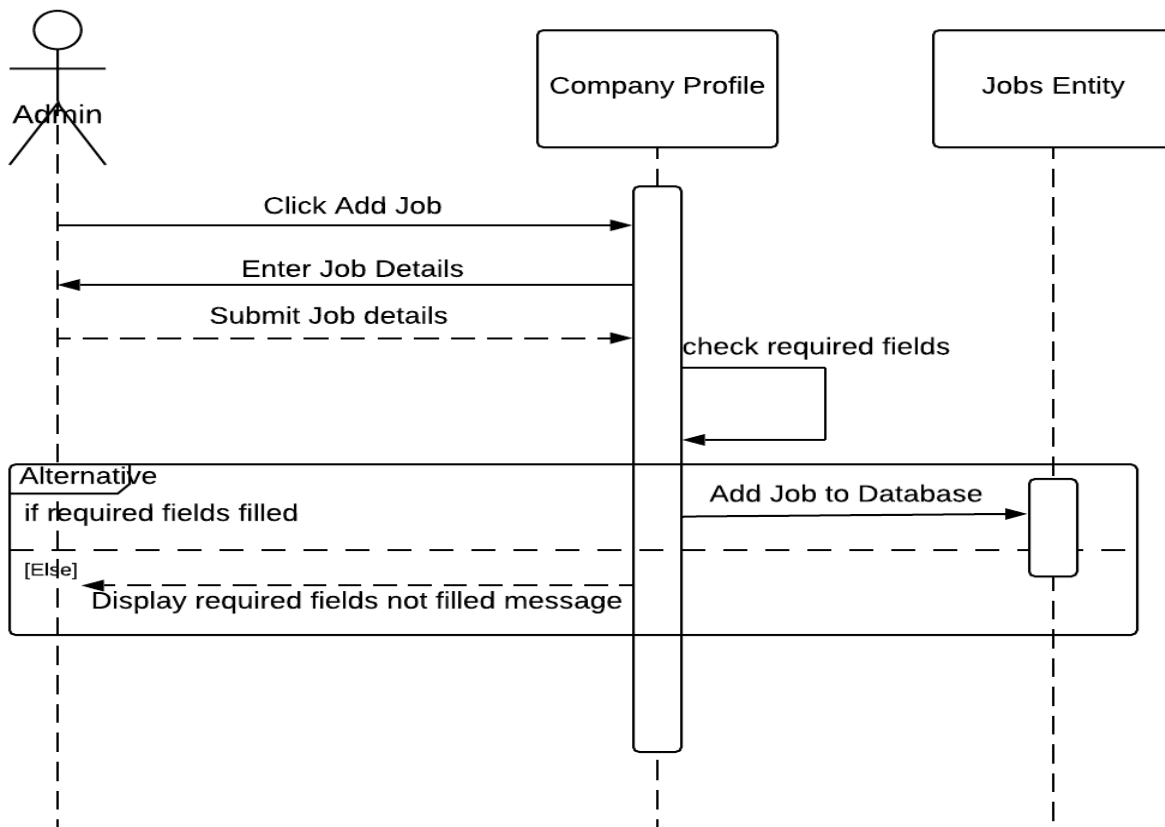 Admin
Company Profile
Jobs Entity
Click Add Job
Enter Job Details
Submit Job details
check required fields
Alternative
if required fields filled
Add Job to Database
[Else]
Display required fields not filled message